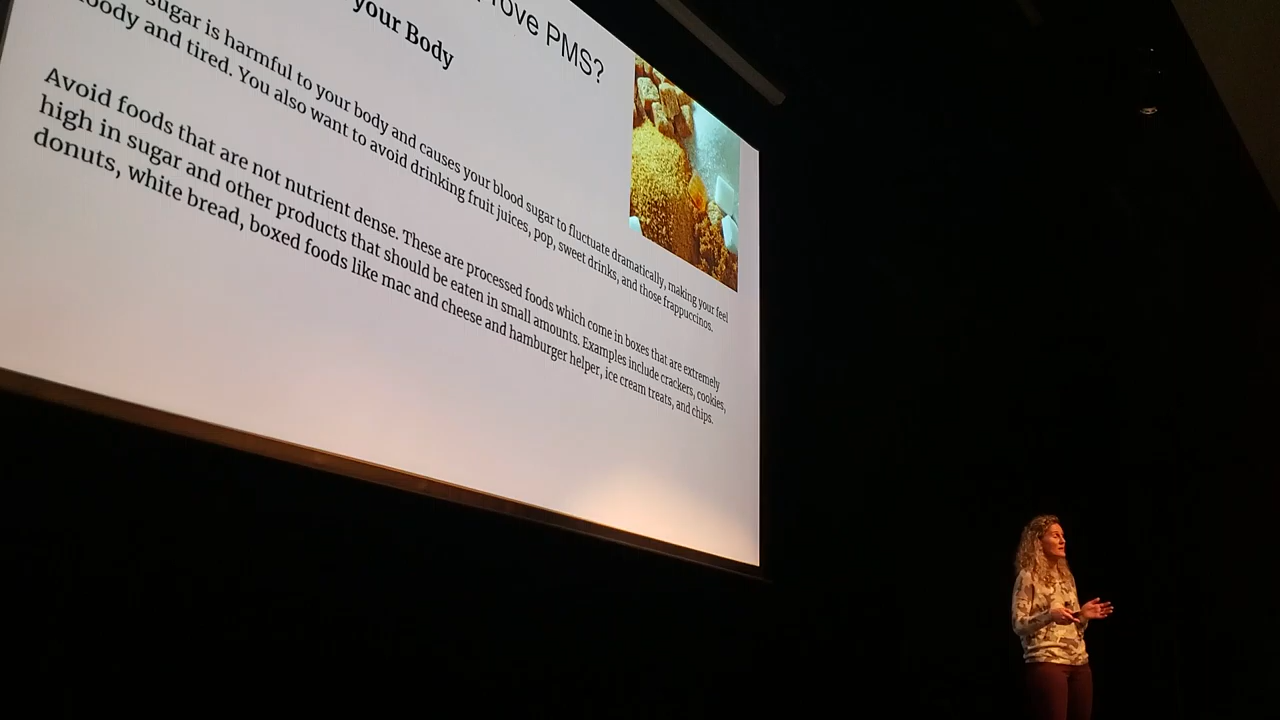 rove PMS?
your Body
sugar is harmful to your body and causes your blood sugar to fluctuate dramatically, making your feel
moody and tired. You also want to avoid drinking fruit juices, pop, sweet drinks, and those frappuccinos.
Avoid foods that are not nutrient dense. These are processed foods which come in boxes that are extremely
high in sugar and other products that should be eaten in small amounts. Examples include crackers, cookies,
donuts, white bread, boxed foods like mac and cheese and hamburger helper, ice cream treats, and chips.